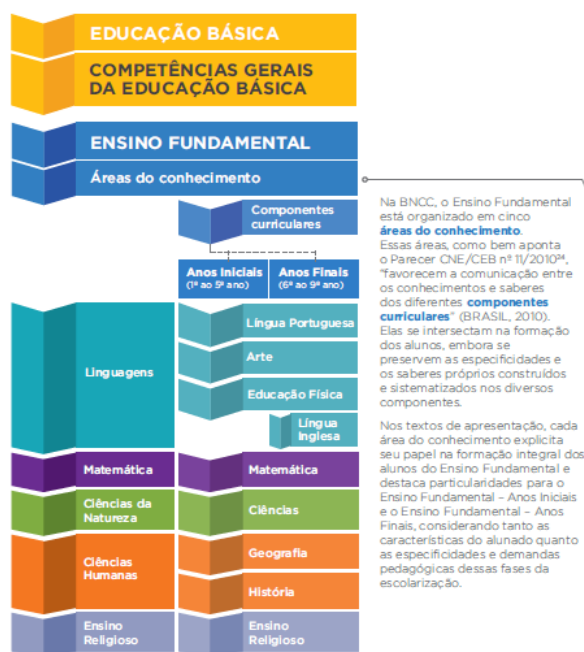 EDUCAÇÃO BÁSICA
COMPETÊNCIAS GERAIS
DA EDUCAÇÃO BÁSICA
ENSINO FUNDAMENTAL
Áreas do conhecimento
Componentes
curriculares
Anos Iniciais
(1º ao 5º ano)
Anos Finais
(6º ao 9º ano)
Linguagens
Língua Portuguesa
Arte
Educação Física
Língua
Inglesa
Matemática
Matemática
Ciências da
Natureza
Ciências
Ciências
Humanas
Geografia
História
Ensino
Religioso
Ensino
Religioso
Na BNCC, o Ensino Fundamental
está organizado em cinco
áreas do conhecimento.
Essas áreas, como bem aponta
o Parecer CNE/CEB nº 11/2010²⁴,
"favorecem a comunicação entre
os conhecimentos e saberes
dos diferentes componentes
curriculares" (BRASIL, 2010).
Elas se intersectam na formação
dos alunos, embora se
preservem as especificidades e
os saberes próprios construídos
e sistematizados nos diversos
componentes.
Nos textos de apresentação, cada
área do conhecimento explicita
seu papel na formação integral dos
alunos do Ensino Fundamental e
destaca particularidades para o
Ensino Fundamental – Anos Iniciais
e o Ensino Fundamental – Anos
Finais, considerando tanto as
características do alunado quanto
as especificidades e demandas
pedagógicas dessas fases da
escolarização.